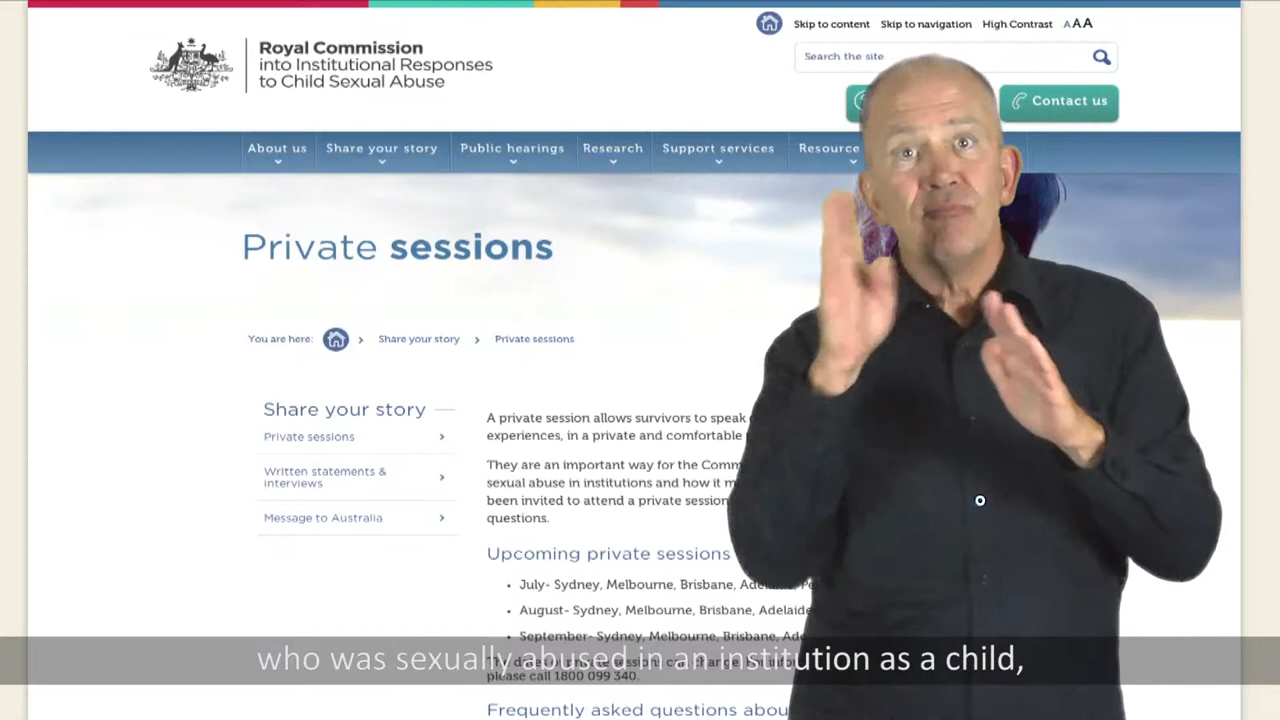 Skip to content Skip to navigation High Contrast A A A
Royal Commission
into Institutional Responses
to Child Sexual Abuse
Search the site
Contact us
About us Share your story Public hearings Research Support services Resource
Private sessions
You are here: Share your story Private sessions
Share your story
Private sessions
Written statements &
interviews
Message to Australia
A private session allows survivors to speak
experiences, in a private and comfortable
They are an important way for the Comm
sexual abuse in institutions and how it m
been invited to attend a private session
questions.
Upcoming private sessions
July- Sydney, Melbourne, Brisbane, Adelaide, Pe
August- Sydney, Melbourne, Brisbane, Adelaide
September- Sydney, Melbourne, Brisbane, Ade
please call 1800 099 340.
who was sexually abused in an institution as a child,
Frequently asked questions abou